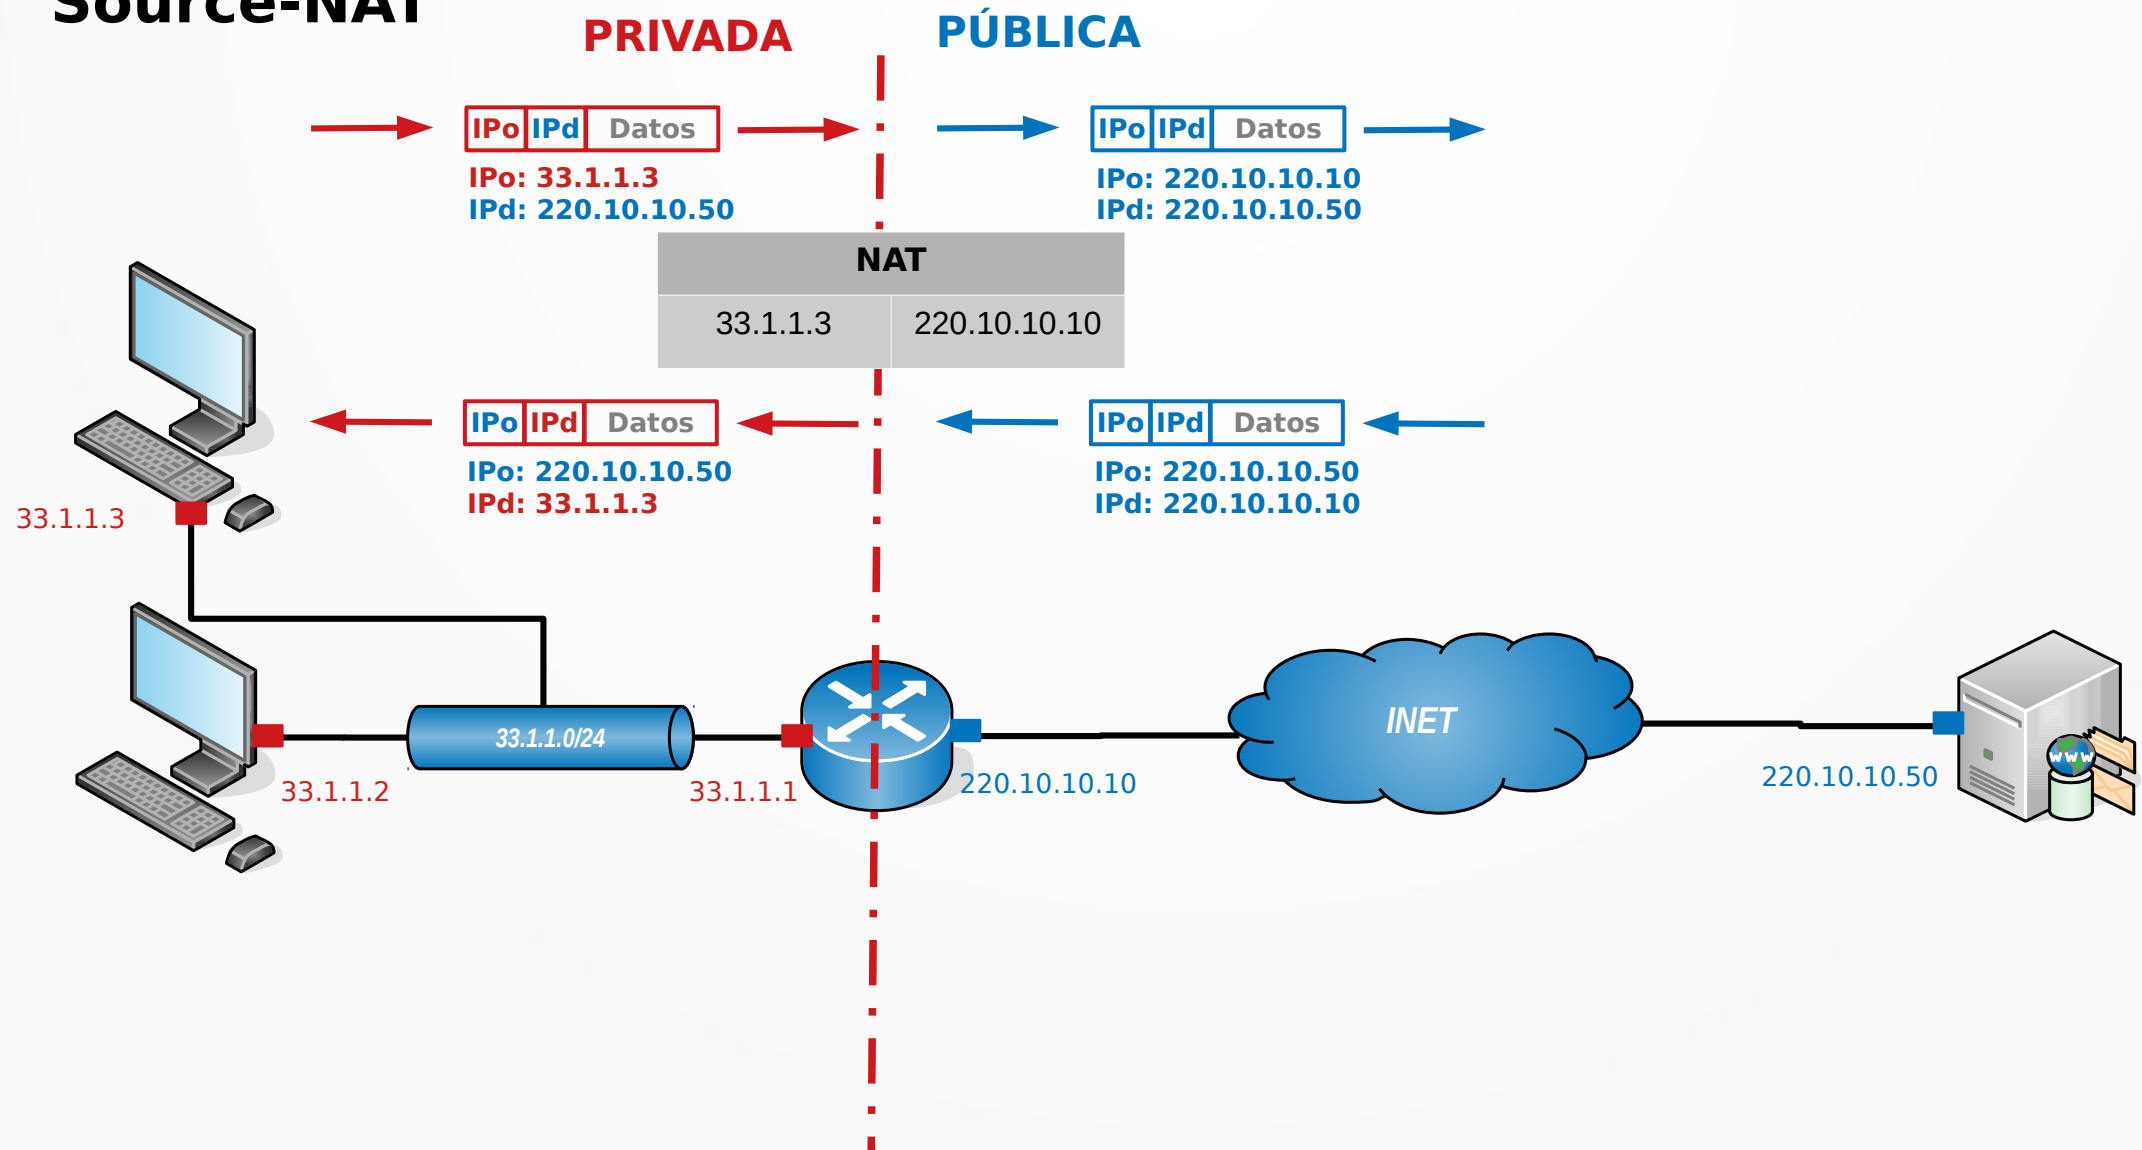 Source-NAT
PRIVADA
PÚBLICA
IPo IPd Datos
IPo: 33.1.1.3
IPd: 220.10.10.50
IPo IPd Datos
IPo: 220.10.10.10
IPd: 220.10.10.50
NAT
33.1.1.3 220.10.10.10
IPo IPd Datos
IPo: 220.10.10.50
IPd: 33.1.1.3
IPo IPd Datos
IPo: 220.10.10.50
IPd: 220.10.10.10
33.1.1.3
33.1.1.0/24
33.1.1.2
33.1.1.1
220.10.10.10
INET
220.10.10.50
WWW